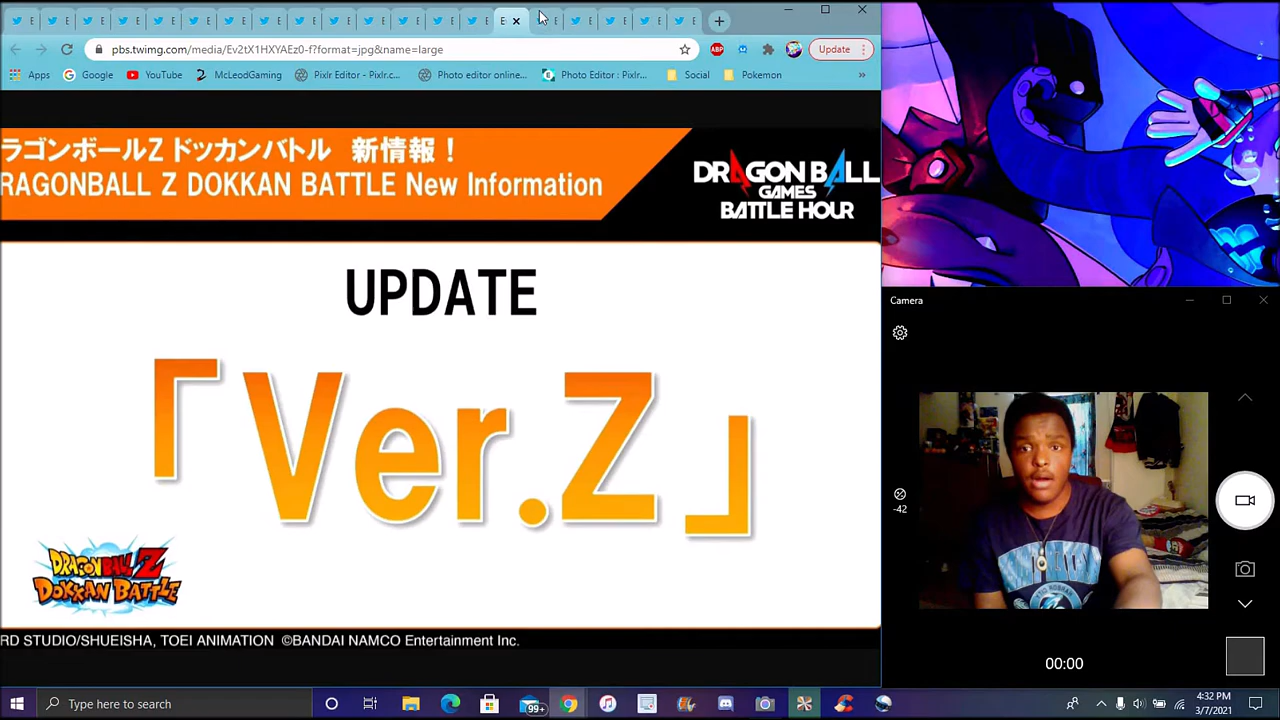 pbs.twimg.com/media/Ev2tX1HXYAEz0-f?format=jpg&name=large
ABP
Update
Apps
Google
YouTube
McLeodGaming
Pixlr Editor - Pixlr.c...
Photo editor online...
Photo Editor : Pixlr...
Social
Pokemon
»
ラゴンボールZ ドッカンバトル 新情報！
RAGONBALL Z DOKKAN BATTLE New Information
DRAGON BALL
GAMES
BATTLE HOUR
UPDATE
「Ver.Z」
DRAGONBALL Z
DOKKAN BATTLE
RD STUDIO/SHUEISHA, TOEI ANIMATION ©BANDAI NAMCO Entertainment Inc.
Camera
-42
00:00
Type here to search
99+
4:32 PM
3/7/2021